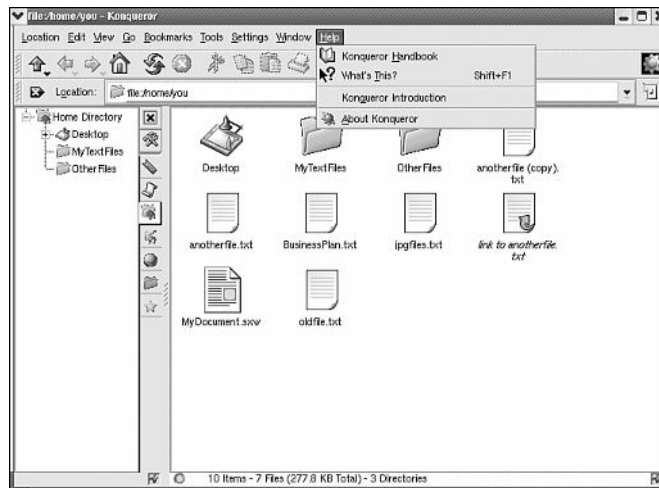 file:/home/you - Konqueror
Location Edit View Go Bookmarks Tools Settings Window Help
Konqueror Handbook
What's This? Shift+F1
Konqueror Introduction
About Konqueror
Location: file:/home/you
Home Directory
Desktop
MyTextFiles
OtherFiles
Desktop MyTextFiles OtherFiles anotherfile (copy).
txt
anotherfile.txt BusinessPlan.txt jpgfiles.txt link to anotherfile.
txt
MyDocument.sxw oldfile.txt
10 Items - 7 Files (277.8 KB Total) - 3 Directories